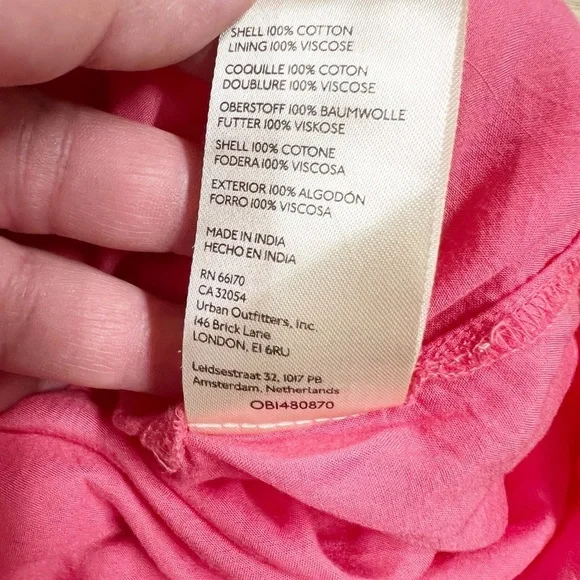 SHELL 100% COTTON
LINING 100% VISCOSE
COQUILLE 100% COTON
DOUBLURE 100% VISCOSE
OBERSTOFF 100% BAUMWOLLE
FUTTER 100% VISKOSE
SHELL 100% COTONE
FODERA 100% VISCOSA
EXTERIOR 100% ALGODÓN
FORRO 100% VISCOSA
MADE IN INDIA
HECHO EN INDIA
RN 66170
CA 32054
Urban Outfitters, Inc.
146 Brick Lane
LONDON, E1 6RU
Leidsestraat 32, 1017 PB
Amsterdam, Netherlands
OB1480870